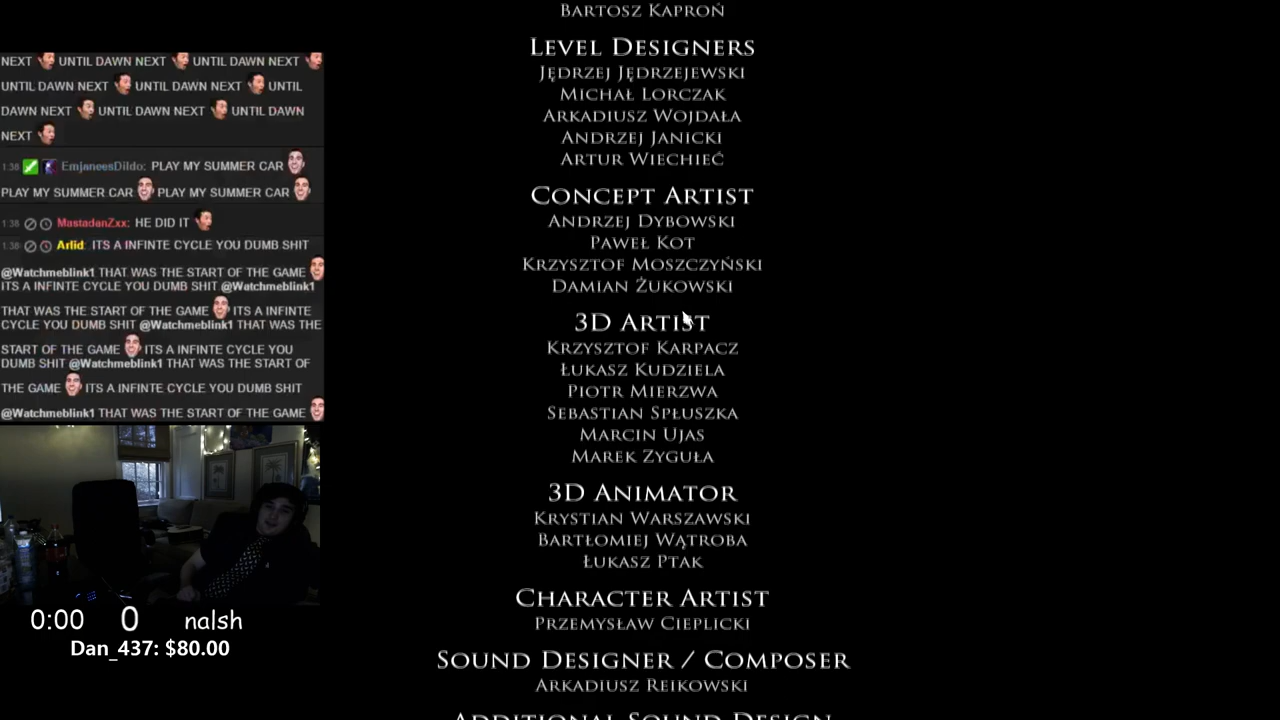 NEXT UNTIL DAWN NEXT UNTIL DAWN NEXT
UNTIL DAWN NEXT UNTIL DAWN NEXT UNTIL
DAWN NEXT UNTIL DAWN NEXT UNTIL DAWN
NEXT
1:38 EmjaneesDildo: PLAY MY SUMMER CAR
PLAY MY SUMMER CAR PLAY MY SUMMER CAR
1:38 MastadanZxx: HE DID IT
1:38 Arlid: ITS A INFINTE CYCLE YOU DUMB SHIT
@Watchmeblink1 THAT WAS THE START OF THE GAME
ITS A INFINTE CYCLE YOU DUMB SHIT @Watchmeblink1
THAT WAS THE START OF THE GAME ITS A INFINTE
CYCLE YOU DUMB SHIT @Watchmeblink1 THAT WAS THE
START OF THE GAME ITS A INFINTE CYCLE YOU
DUMB SHIT @Watchmeblink1 THAT WAS THE START OF
THE GAME ITS A INFINTE CYCLE YOU DUMB SHIT
@Watchmeblink1 THAT WAS THE START OF THE GAME
0:00 0 nalsh
Dan_437: $80.00
BARTOSZ KAPROŃ
LEVEL DESIGNERS
JĘDRZEJ JĘDRZEJEWSKI
MICHAŁ LORCZAK
ARKADIUSZ WOJDAŁA
ANDRZEJ JANICKI
ARTUR WIECHIEĆ
CONCEPT ARTIST
ANDRZEJ DYBOWSKI
PAWEŁ KOT
KRZYSZTOF MOSZCZYŃSKI
DAMIAN ŻUKOWSKI
3D ARTIST
KRZYSZTOF KARPACZ
ŁUKASZ KUDZIELA
PIOTR MIERZWA
SEBASTIAN SPŁUSZKA
MARCIN UJAS
MAREK ZYGUŁA
3D ANIMATOR
KRYSTIAN WARSZAWSKI
BARTŁOMIEJ WĄTROBA
ŁUKASZ PTAK
CHARACTER ARTIST
PRZEMYSŁAW CIEPLICKI
SOUND DESIGNER / COMPOSER
ARKADIUSZ REIKOWSKI
ADDITIONAL SOUND DESIGN